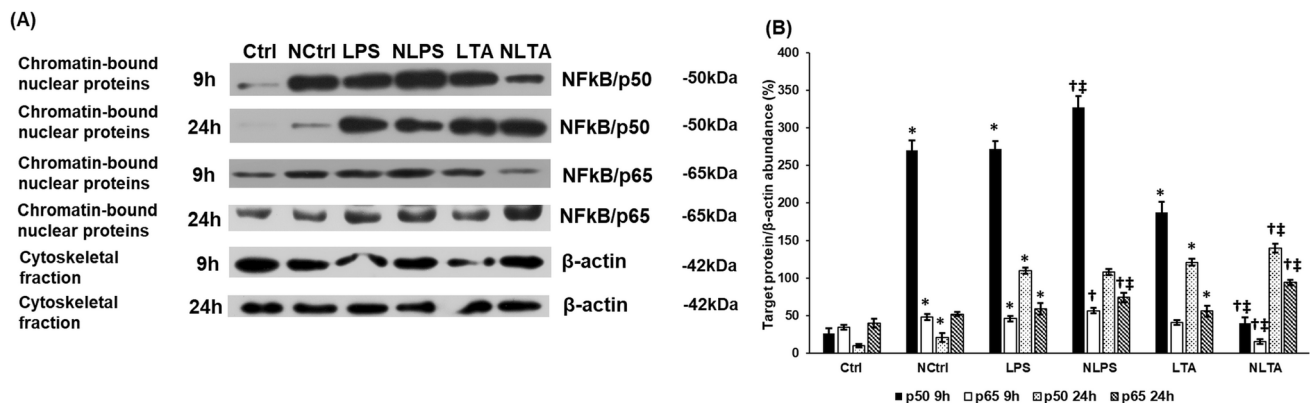 (A)
Ctrl NCtrl LPS NLPS LTA NLTA
Chromatin-bound
nuclear proteins
9h
NFkB/p50
-50kDa
Chromatin-bound
nuclear proteins
24h
NFkB/p50
-50kDa
Chromatin-bound
nuclear proteins
9h
NFkB/p65
-65kDa
Chromatin-bound
nuclear proteins
24h
NFkB/p65
-65kDa
Cytoskeletal
fraction
9h
β-actin
-42kDa
Cytoskeletal
fraction
24h
β-actin
-42kDa
(B)
Target protein/β-actin abundance (%)
400
350
300
250
200
150
100
50
0
*
*
*
*
*
*
*
†‡
†
†‡
*
*
*
†‡
†‡
†‡
†‡
Ctrl NCtrl LPS NLPS LTA NLTA
■ p50 9h □ p65 9h p50 24h p65 24h